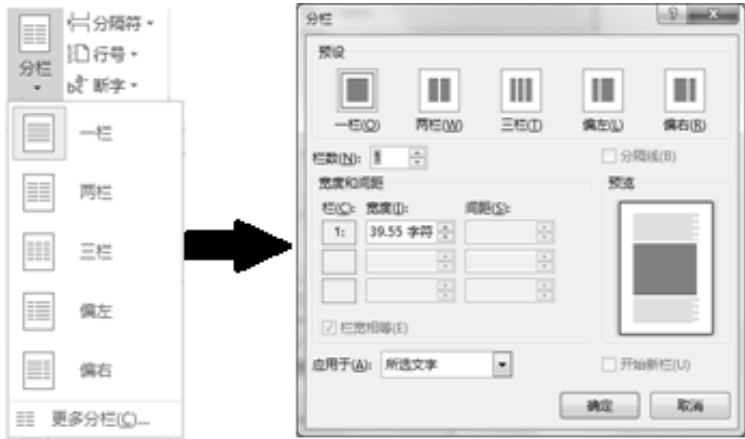 分隔符
行号
分栏
断字
一栏
两栏
三栏
偏左
偏右
更多分栏(C)...
分栏
预设
一栏(O) 两栏(W) 三栏(T) 偏左(L) 偏右(R)
栏数(N): 1 分隔线(B)
宽度和间距 预览
栏(C): 宽度(I): 间距(S):
1: 39.55 字符
栏宽相等(E)
应用于(A): 所选文字 开始新栏(U)
确定 取消